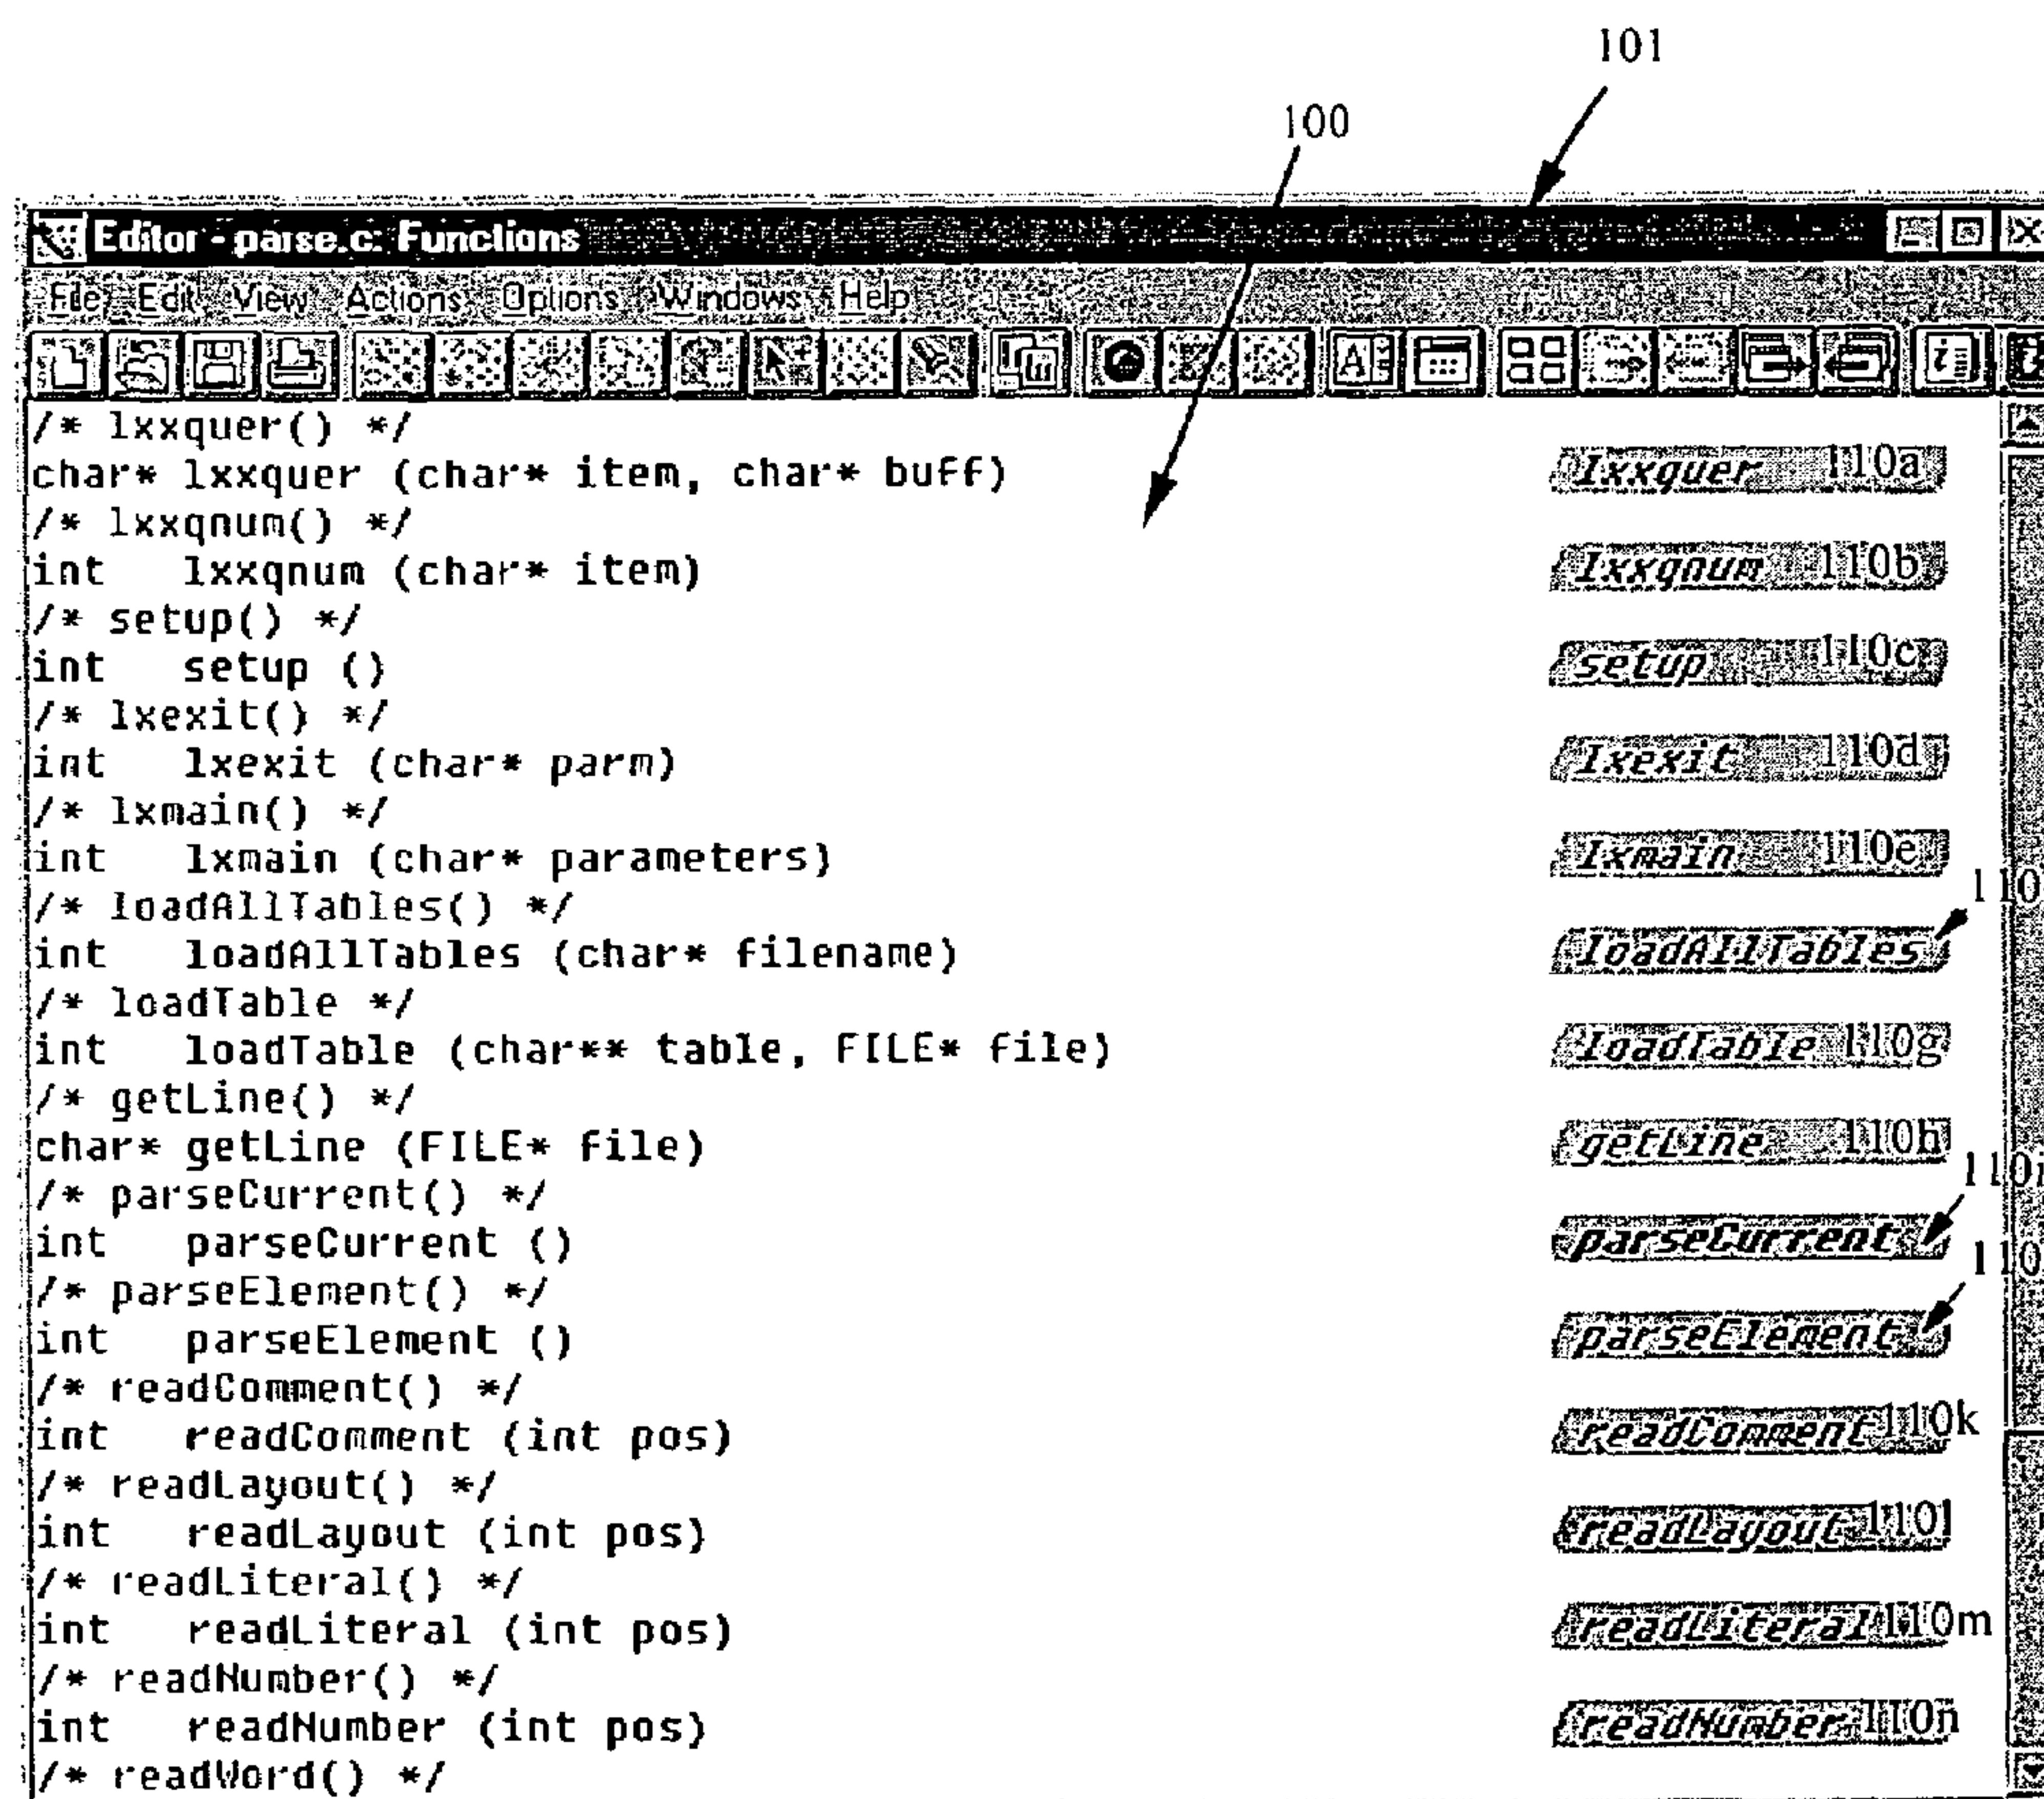 101
100
Editor - parse.c: Functions
File Edit View Actions Options Windows Help
/* lxxquer() */
char* lxxquer (char* item, char* buff) lxxquer 110a
/* lxxqnum() */
int lxxqnum (char* item) lxxqnum 110b
/* setup() */
int setup () setup 110c
/* lxexit() */
int lxexit (char* parm) lxexit 110d
/* lxmain() */
int lxmain (char* parameters) lxmain 110e
/* loadAllTables() */ 110
int loadAllTables (char* filename) loadAllTables
/* loadTable */
int loadTable (char** table, FILE* file) loadTable 110g
/* getLine() */
char* getLine (FILE* file) getLine 110h
/* parseCurrent() */ 110i
int parseCurrent () parseCurrent
/* parseElement() */ 110
int parseElement () parseElement
/* readComment() */
int readComment (int pos) readComment 110k
/* readLayout() */
int readLayout (int pos) readLayout 110l
/* readLiteral() */
int readLiteral (int pos) readLiteral 110m
/* readNumber() */
int readNumber (int pos) readNumber 110n
/* readWord() */